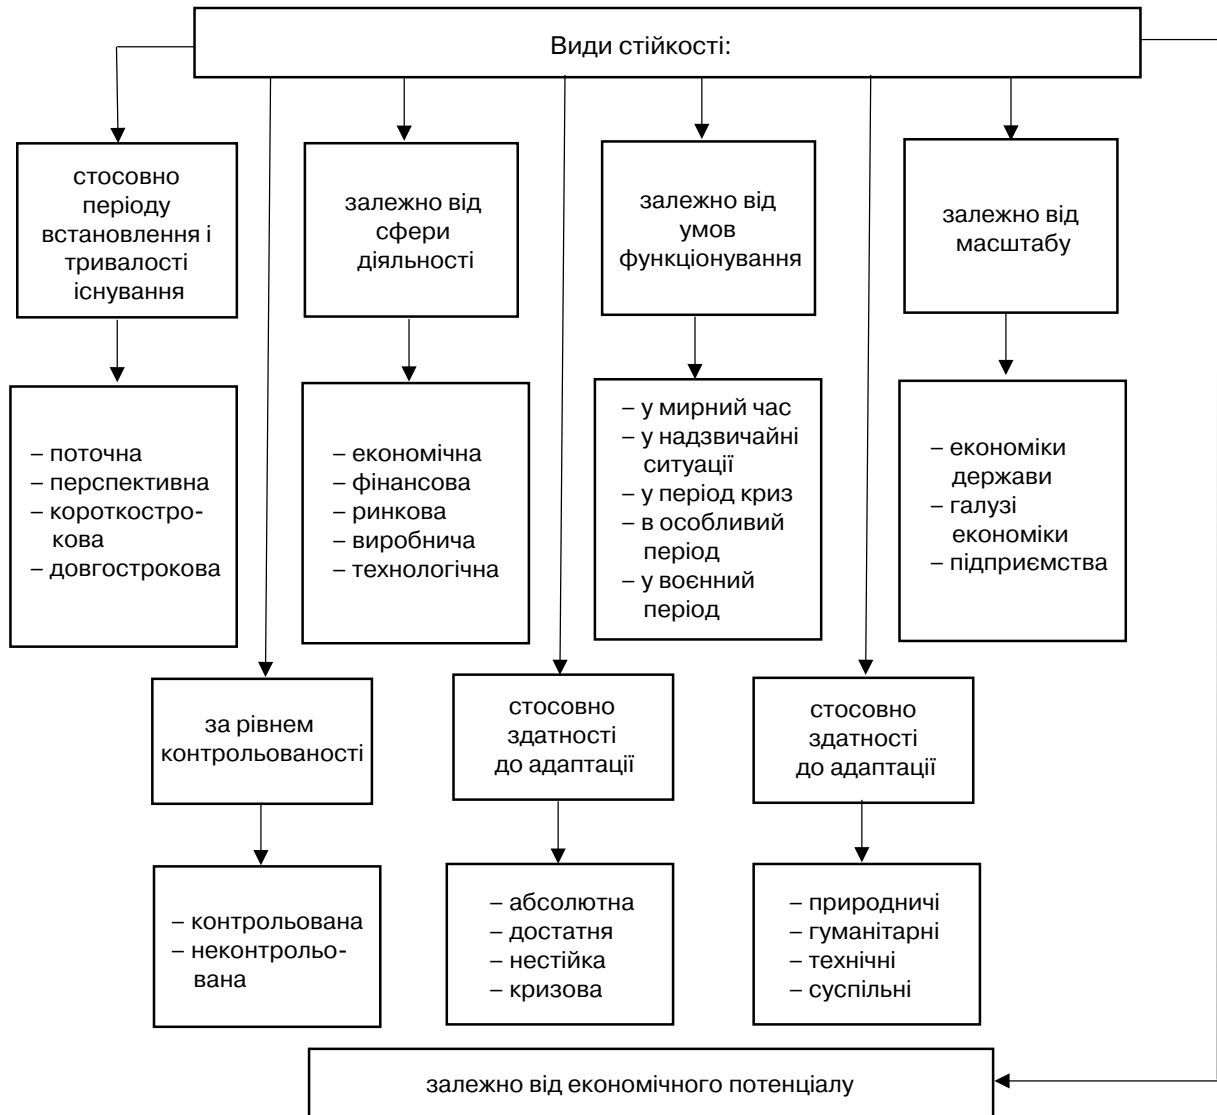 Види стійкості:
стосовно
періоду
встановлення і
тривалості
існування
залежно від
сфери
діяльності
залежно від
умов
функціонування
залежно від
масштабу
– поточна
– перспективна
– короткостро-
кова
– довгострокова
– економічна
– фінансова
– ринкова
– виробнича
– технологічна
– у мирний час
– у надзвичайні
ситуації
– у період криз
– в особливий
період
– у воєнний
період
– економіки
держави
– галузі
економіки
– підприємства
за рівнем
контрольованості
стосовно
здатності
до адаптації
стосовно
здатності
до адаптації
– контрольована
– неконтрольо-
вана
– абсолютна
– достатня
– нестійка
– кризова
– природничі
– гуманітарні
– технічні
– суспільні
залежно від економічного потенціалу